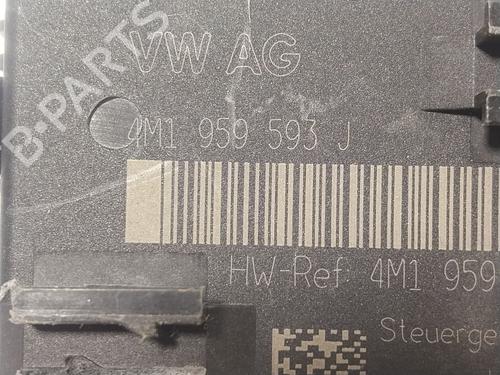 B-PARTS
VW AG
4M1 959 593 J
HW-Ref: 4M1 959
Steuerge